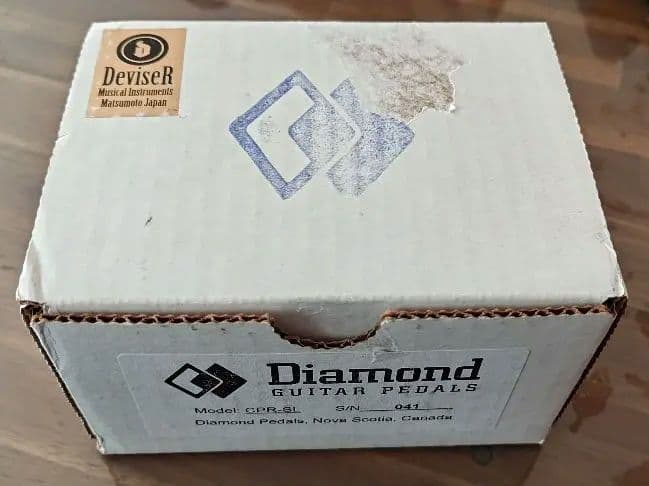 DeviseR
Musical Instruments
Matsumoto Japan
Diamond
GUITAR PEDALS
Model: CPR-SL S/N 041
Diamond Pedals, Nova Scotia, Canada